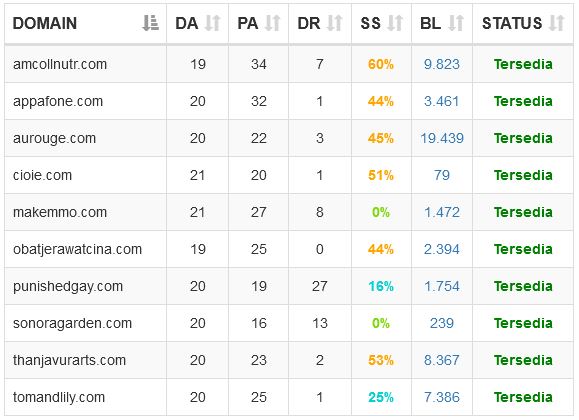 DOMAIN DA PA DR SS BL STATUS
amcollnutr.com 19 34 7 60% 9.823 Tersedia
appafone.com 20 32 1 44% 3.461 Tersedia
aurouge.com 20 22 3 45% 19.439 Tersedia
cioie.com 21 20 1 51% 79 Tersedia
makemmo.com 21 27 8 0% 1.472 Tersedia
obatjerawatcina.com 19 25 0 44% 2.394 Tersedia
punishedgay.com 20 19 27 16% 1.754 Tersedia
sonoragarden.com 20 16 13 0% 239 Tersedia
thanjavurarts.com 20 23 2 53% 8.367 Tersedia
tomandlily.com 20 25 1 25% 7.386 Tersedia